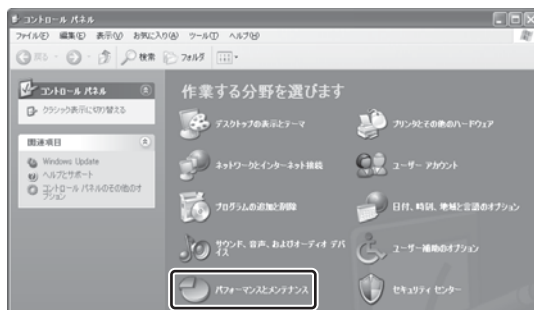 コントロール パネル
ファイル(F) 編集(E) 表示(V) お気に入り(A) ツール(T) ヘルプ(H)
戻る 検索 フォルダ
コントロール パネル
クラシック表示に切り替える
関連項目
Windows Update
ヘルプとサポート
コントロール パネルのその他のオプション
作業する分野を選びます
デスクトップの表示とテーマ
プリンタとその他のハードウェア
ネットワークとインターネット接続
ユーザー アカウント
プログラムの追加と削除
日付、時刻、地域と言語のオプション
サウンド、音声、およびオーディオ デバ
イス
ユーザー補助のオプション
パフォーマンスとメンテナンス
セキュリティ センター